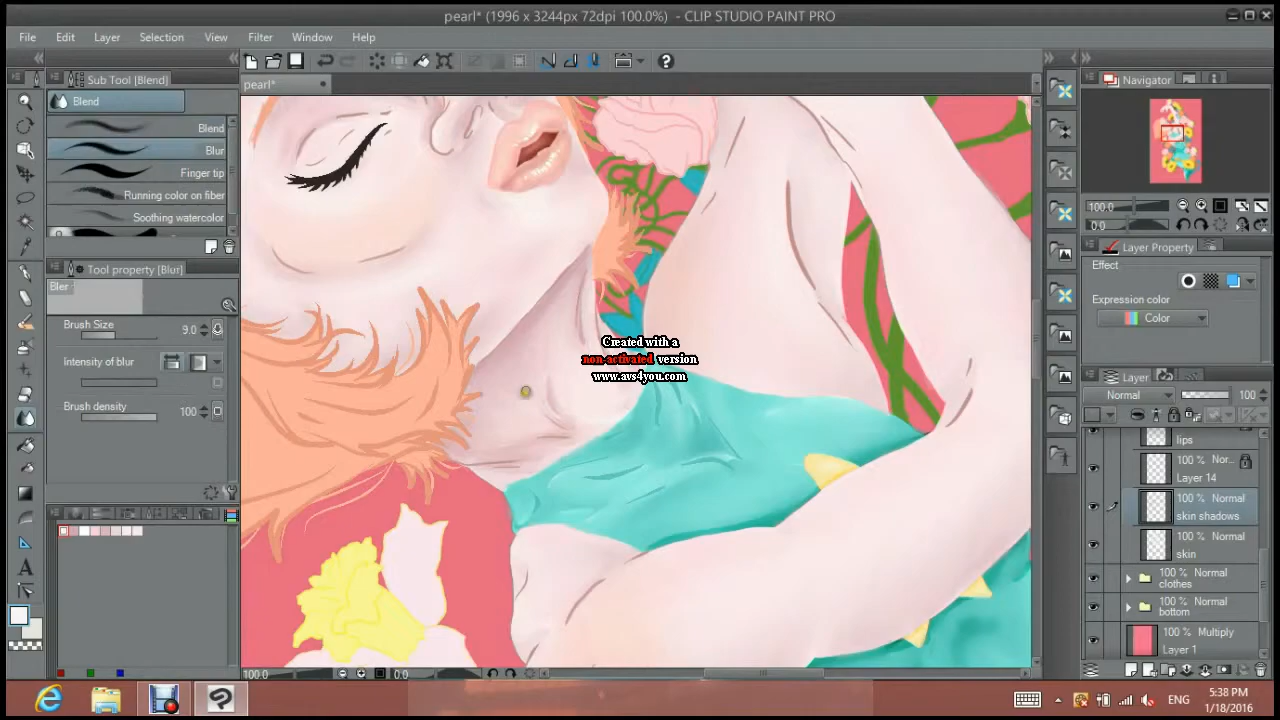 pearl* (1996 x 3244px 72dpi 100.0%) - CLIP STUDIO PAINT PRO
File Edit Layer Selection View Filter Window Help
Sub Tool [Blend]
Blend
Blend
Blur
Finger tip
Running color on fiber
Soothing watercolor
Tool property [Blur]
Bler
Brush Size 9.0
Intensity of blur
Brush density 100
pearl*
Created with a
non-activated version
www.avs4you.com
100.0 0.0
Navigator
100.0
0.0
Layer Property
Effect
Expression color
Color
Layer
Normal 100
lips
100 % Nor...
Layer 14
100 % Normal
skin shadows
100 % Normal
skin
100 % Normal
clothes
100 % Normal
bottom
100 % Multiply
Layer 1
ENG
5:38 PM
1/18/2016